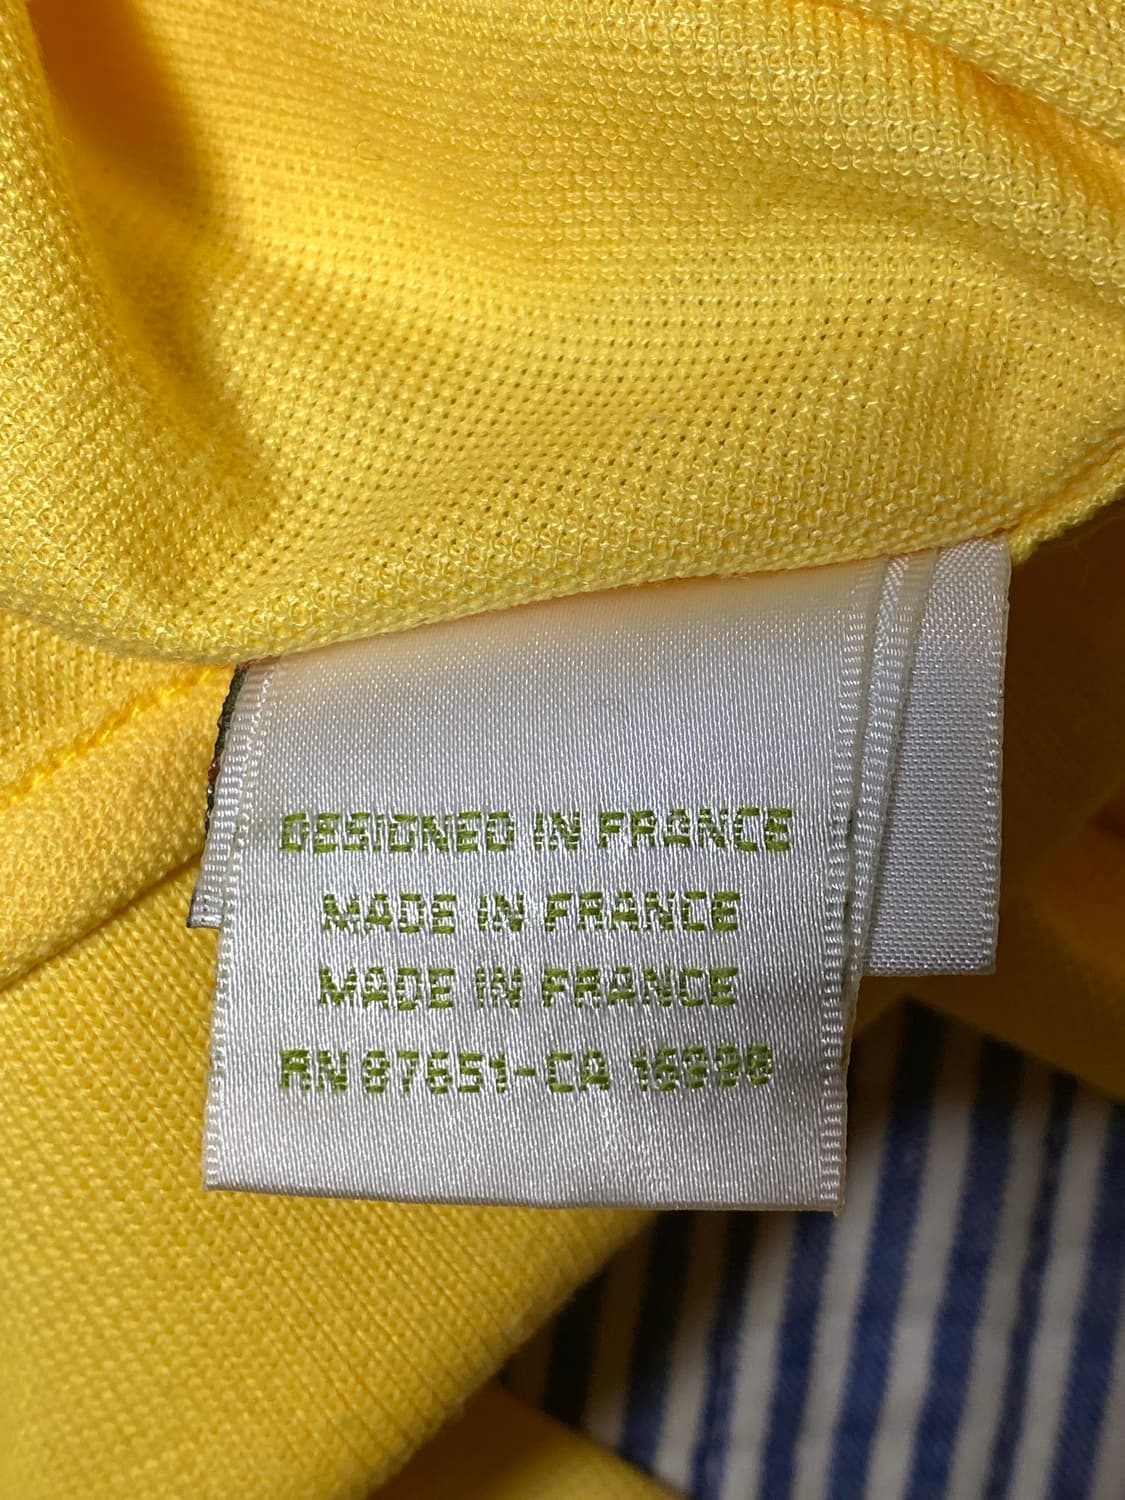 DESIGNED IN FRANCE
MADE IN FRANCE
MADE IN FRANCE
RN 87651-CA